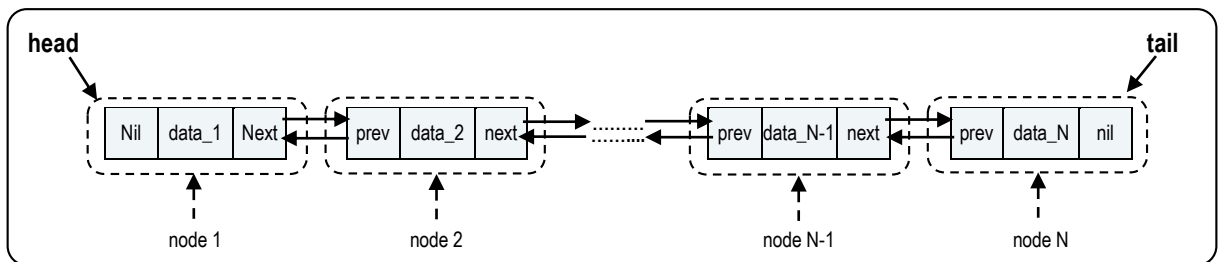 head tail
Nil data_1 Next prev data_2 next ........... prev data_N-1 next prev data_N nil
node 1 node 2 node N-1 node N